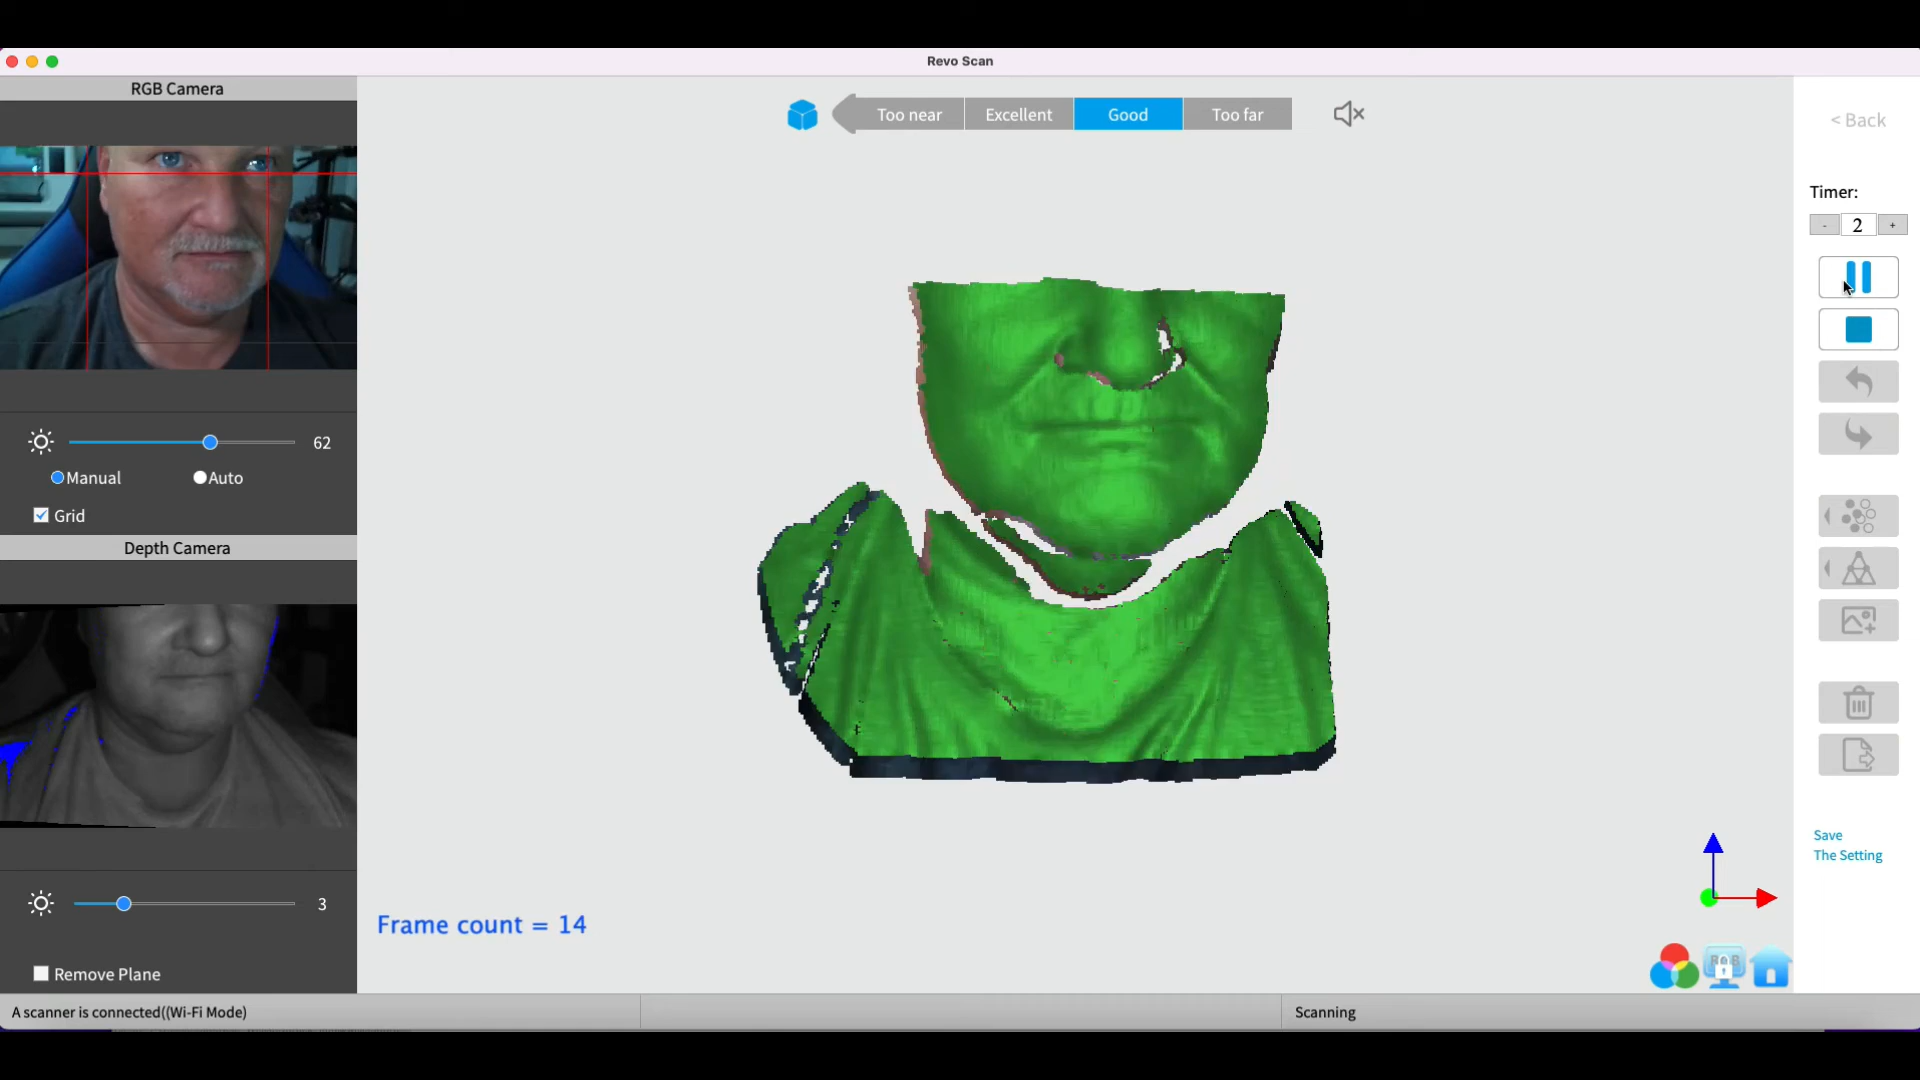 Revo Scan
RGB Camera
Too near
Excellent
Good
Too far
< Back
Timer:
- 2 +
62
Manual
Auto
Grid
Depth Camera
3
Remove Plane
Frame count = 14
Save
The Setting
RGB
A scanner is connected((Wi-Fi Mode)
Scanning